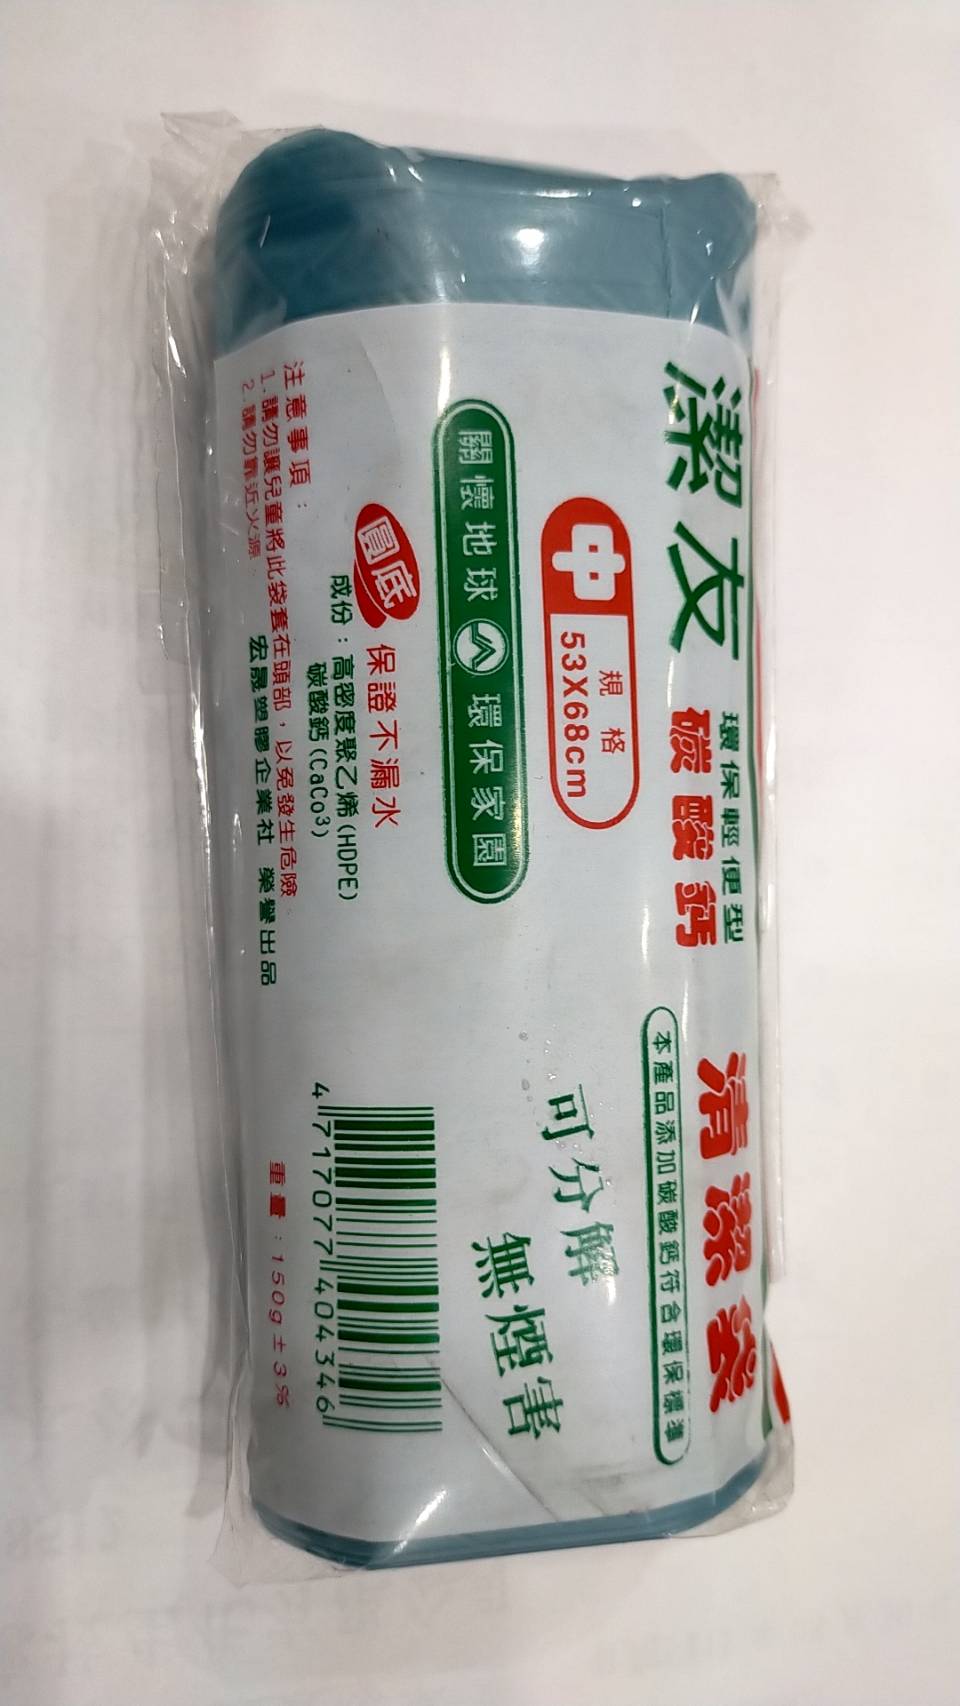 潔友
環保輕便型
碳酸鈣
清潔袋
本產品添加碳酸鈣符合環保標準
中
規格
53X68cm
關懷地球 環保家園
可分解
無煙害
圓底 保證不漏水
成份：高密度聚乙烯(HDPE)
碳酸鈣(CaCo3)
注意事項：
1.請勿讓兒童將此袋套在頭部，以免發生危險
2.請勿靠近火源
宏晟塑膠企業社 榮譽出品
4717077404346
重量：150g±3%